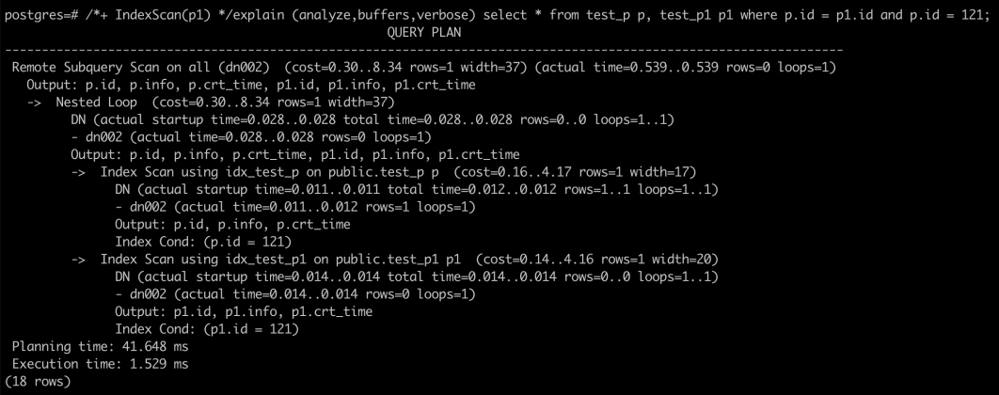 postgres=# /*+ IndexScan(p1) */explain (analyze,buffers,verbose) select * from test_p p, test_p1 p1 where p.id = p1.id and p.id = 121;
                                                    QUERY PLAN
------------------------------------------------------------------------------------------------------------------
 Remote Subquery Scan on all (dn002)  (cost=0.30..8.34 rows=1 width=37) (actual time=0.539..0.539 rows=0 loops=1)
   Output: p.id, p.info, p.crt_time, p1.id, p1.info, p1.crt_time
   ->  Nested Loop  (cost=0.30..8.34 rows=1 width=37)
         DN (actual startup time=0.028..0.028 total time=0.028..0.028 rows=0..0 loops=1..1)
         - dn002 (actual time=0.028..0.028 rows=0 loops=1)
         Output: p.id, p.info, p.crt_time, p1.id, p1.info, p1.crt_time
         ->  Index Scan using idx_test_p on public.test_p p  (cost=0.16..4.17 rows=1 width=17)
               DN (actual startup time=0.011..0.011 total time=0.012..0.012 rows=1..1 loops=1..1)
               - dn002 (actual time=0.011..0.012 rows=1 loops=1)
               Output: p.id, p.info, p.crt_time
               Index Cond: (p.id = 121)
         ->  Index Scan using idx_test_p1 on public.test_p1 p1  (cost=0.14..4.16 rows=1 width=20)
               DN (actual startup time=0.014..0.014 total time=0.014..0.014 rows=0..0 loops=1..1)
               - dn002 (actual time=0.014..0.014 rows=0 loops=1)
               Output: p1.id, p1.info, p1.crt_time
               Index Cond: (p1.id = 121)
 Planning time: 41.648 ms
 Execution time: 1.529 ms
(18 rows)